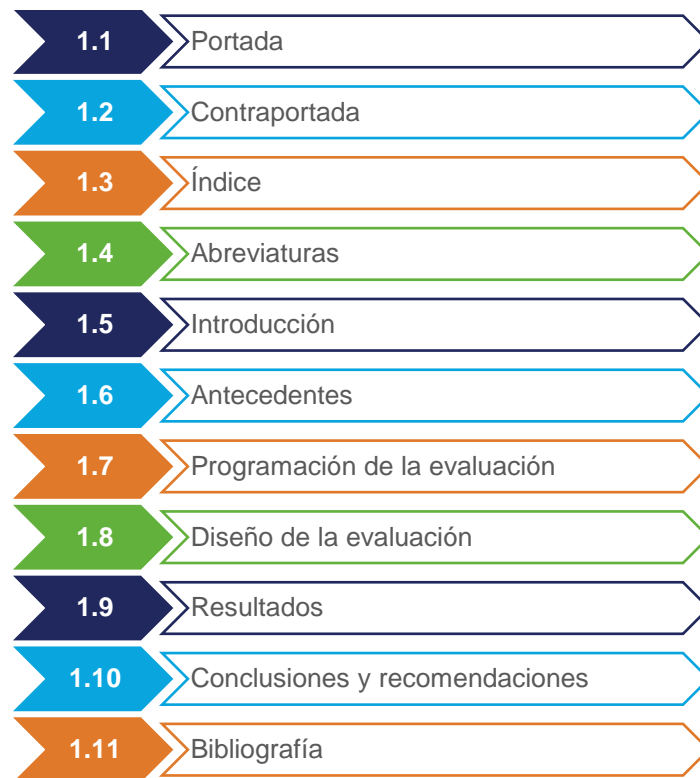 1.1 Portada
1.2 Contraportada
1.3 Índice
1.4 Abreviaturas
1.5 Introducción
1.6 Antecedentes
1.7 Programación de la evaluación
1.8 Diseño de la evaluación
1.9 Resultados
1.10 Conclusiones y recomendaciones
1.11 Bibliografía